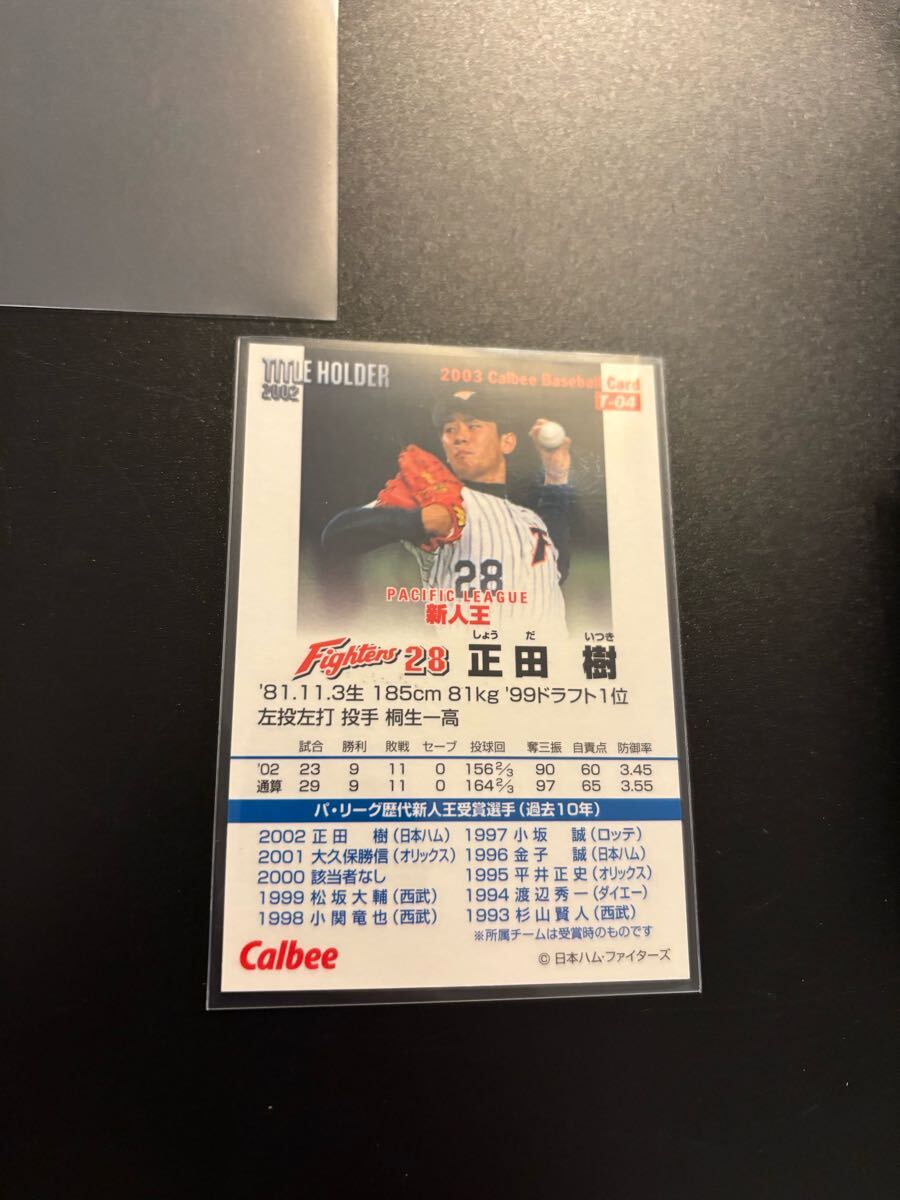 TITLE HOLDER
2002
2003 Calbee Baseball Card
T-04
28
PACIFIC LEAGUE
新人王
しょう だ いつき
Fighters 28 正田 樹
'81.11.3生 185cm 81kg '99ドラフト1位
左投左打 投手 桐生一高
試合 勝利 敗戦 セーブ 投球回 奪三振 自責点 防御率
'02 23 9 11 0 156 2/3 90 60 3.45
通算 29 9 11 0 164 2/3 97 65 3.55
パ・リーグ歴代新人王受賞選手(過去10年)
2002 正田 樹(日本ハム)
2001 大久保勝信(オリックス)
2000 該当者なし
1999 松坂大輔(西武)
1998 小関竜也(西武)
1997 小坂 誠(ロッテ)
1996 金子 誠(日本ハム)
1995 平井正史(オリックス)
1994 渡辺秀一(ダイエー)
1993 杉山賢人(西武)
※所属チームは受賞時のものです
Calbee
© 日本ハム・ファイターズ